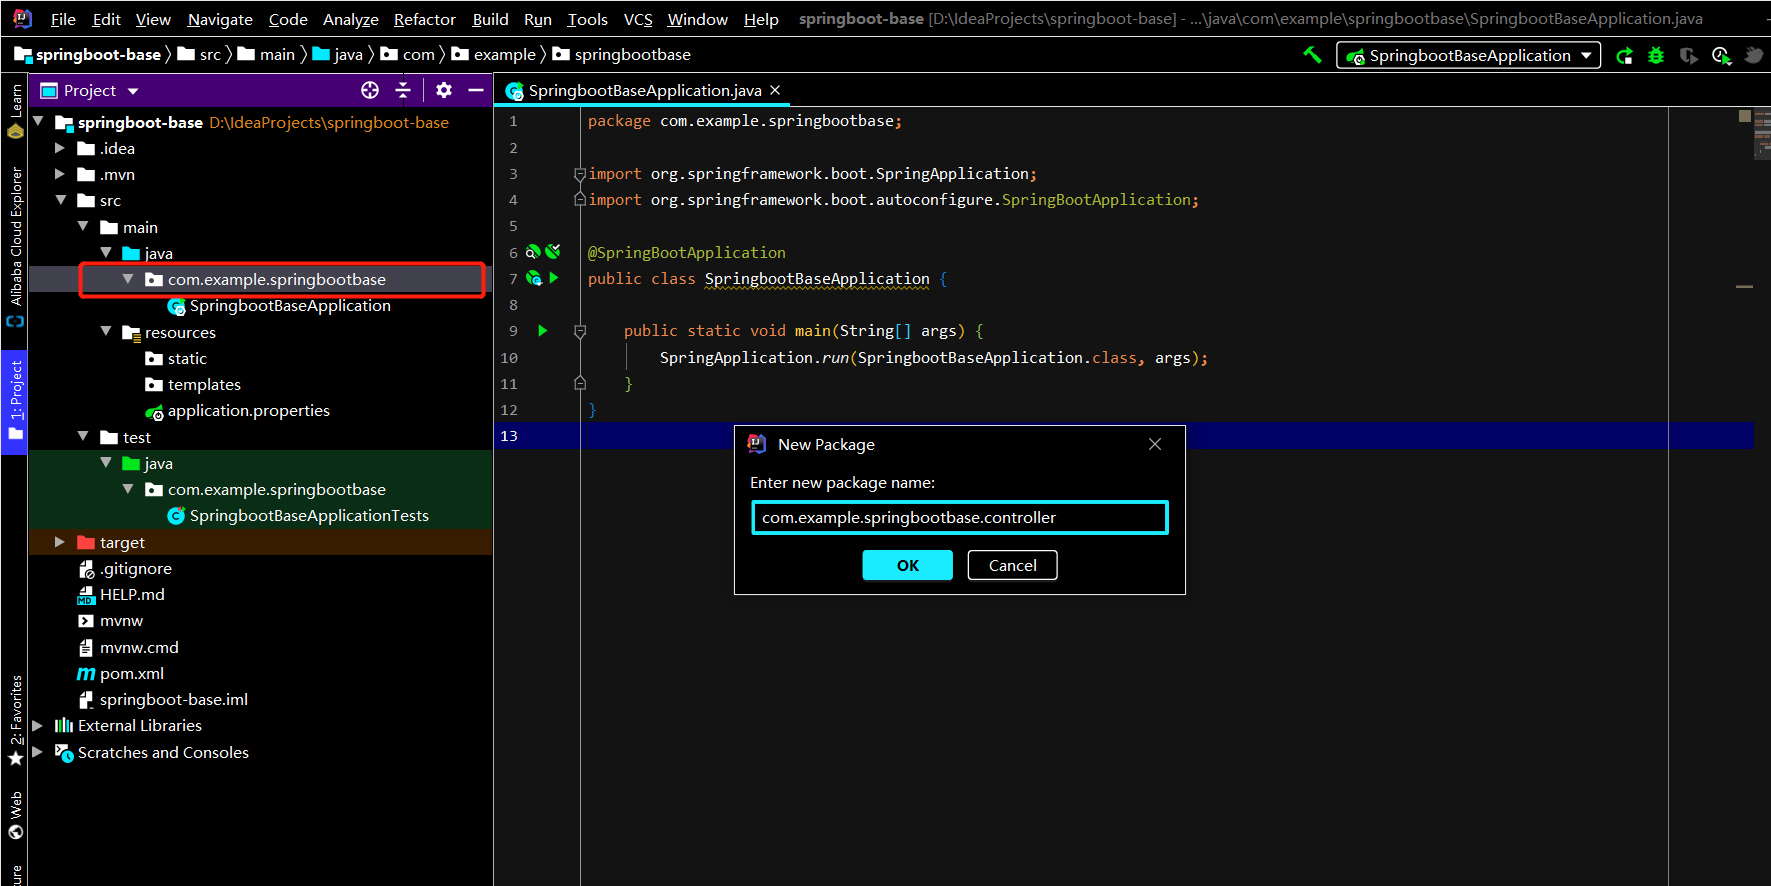 File Edit View Navigate Code Analyze Refactor Build Run Tools VCS Window Help springboot-base [D:\IdeaProjects\springboot-base] - ...\java\com\example\springbootbase\SpringbootBaseApplication.java
springboot-base src main java com example springbootbase SpringbootBaseApplication
Learn
Alibaba Cloud Explorer
1: Project
2: Favorites
Web
Project
springboot-base D:\IdeaProjects\springboot-base
.idea
.mvn
src
main
java
com.example.springbootbase
SpringbootBaseApplication
resources
static
templates
application.properties
test
java
com.example.springbootbase
SpringbootBaseApplicationTests
target
.gitignore
HELP.md
mvnw
mvnw.cmd
pom.xml
springboot-base.iml
External Libraries
Scratches and Consoles
SpringbootBaseApplication.java
1 package com.example.springbootbase;
2
3 import org.springframework.boot.SpringApplication;
4 import org.springframework.boot.autoconfigure.SpringBootApplication;
5
6 @SpringBootApplication
7 public class SpringbootBaseApplication {
8
9 public static void main(String[] args) {
10 SpringApplication.run(SpringbootBaseApplication.class, args);
11 }
12 }
13
New Package
Enter new package name:
com.example.springbootbase.controller
OK Cancel